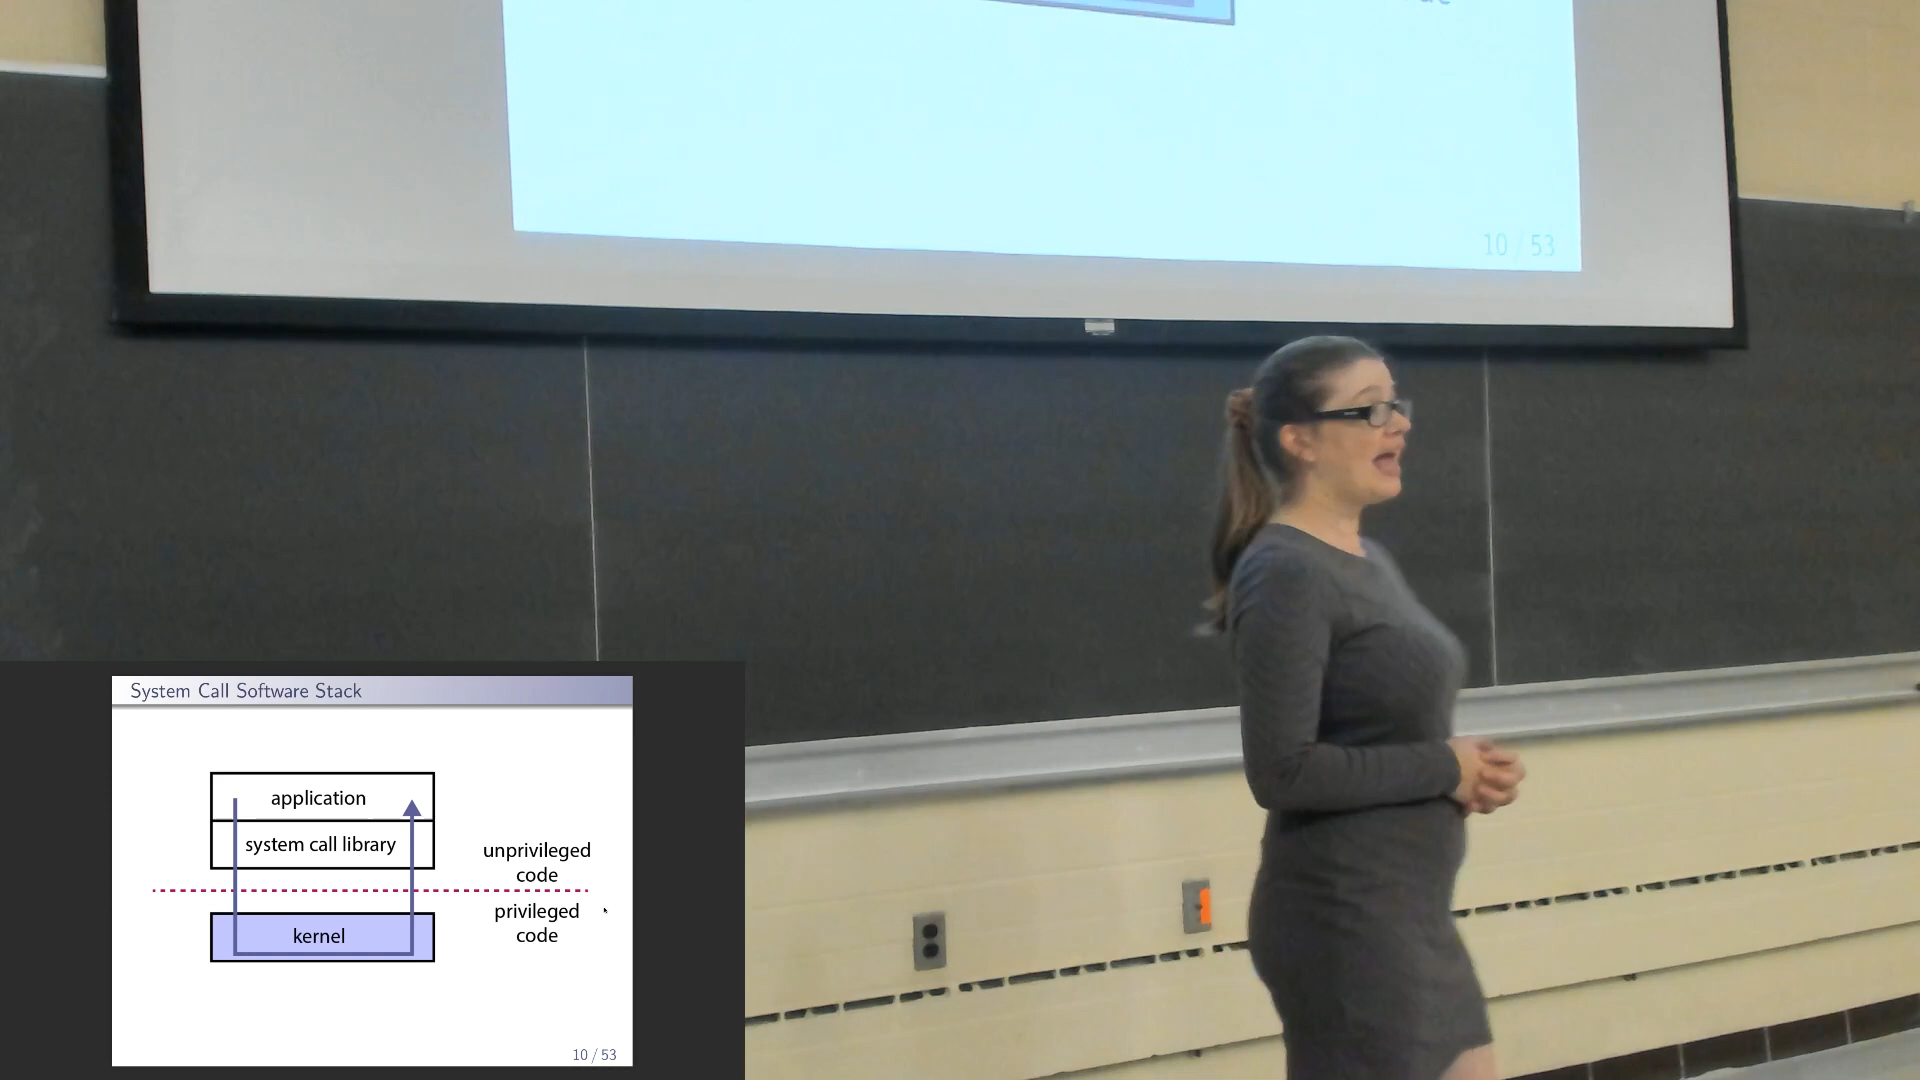 10 / 53
System Call Software Stack
application
system call library
unprivileged
code
privileged
code
kernel
10 / 53